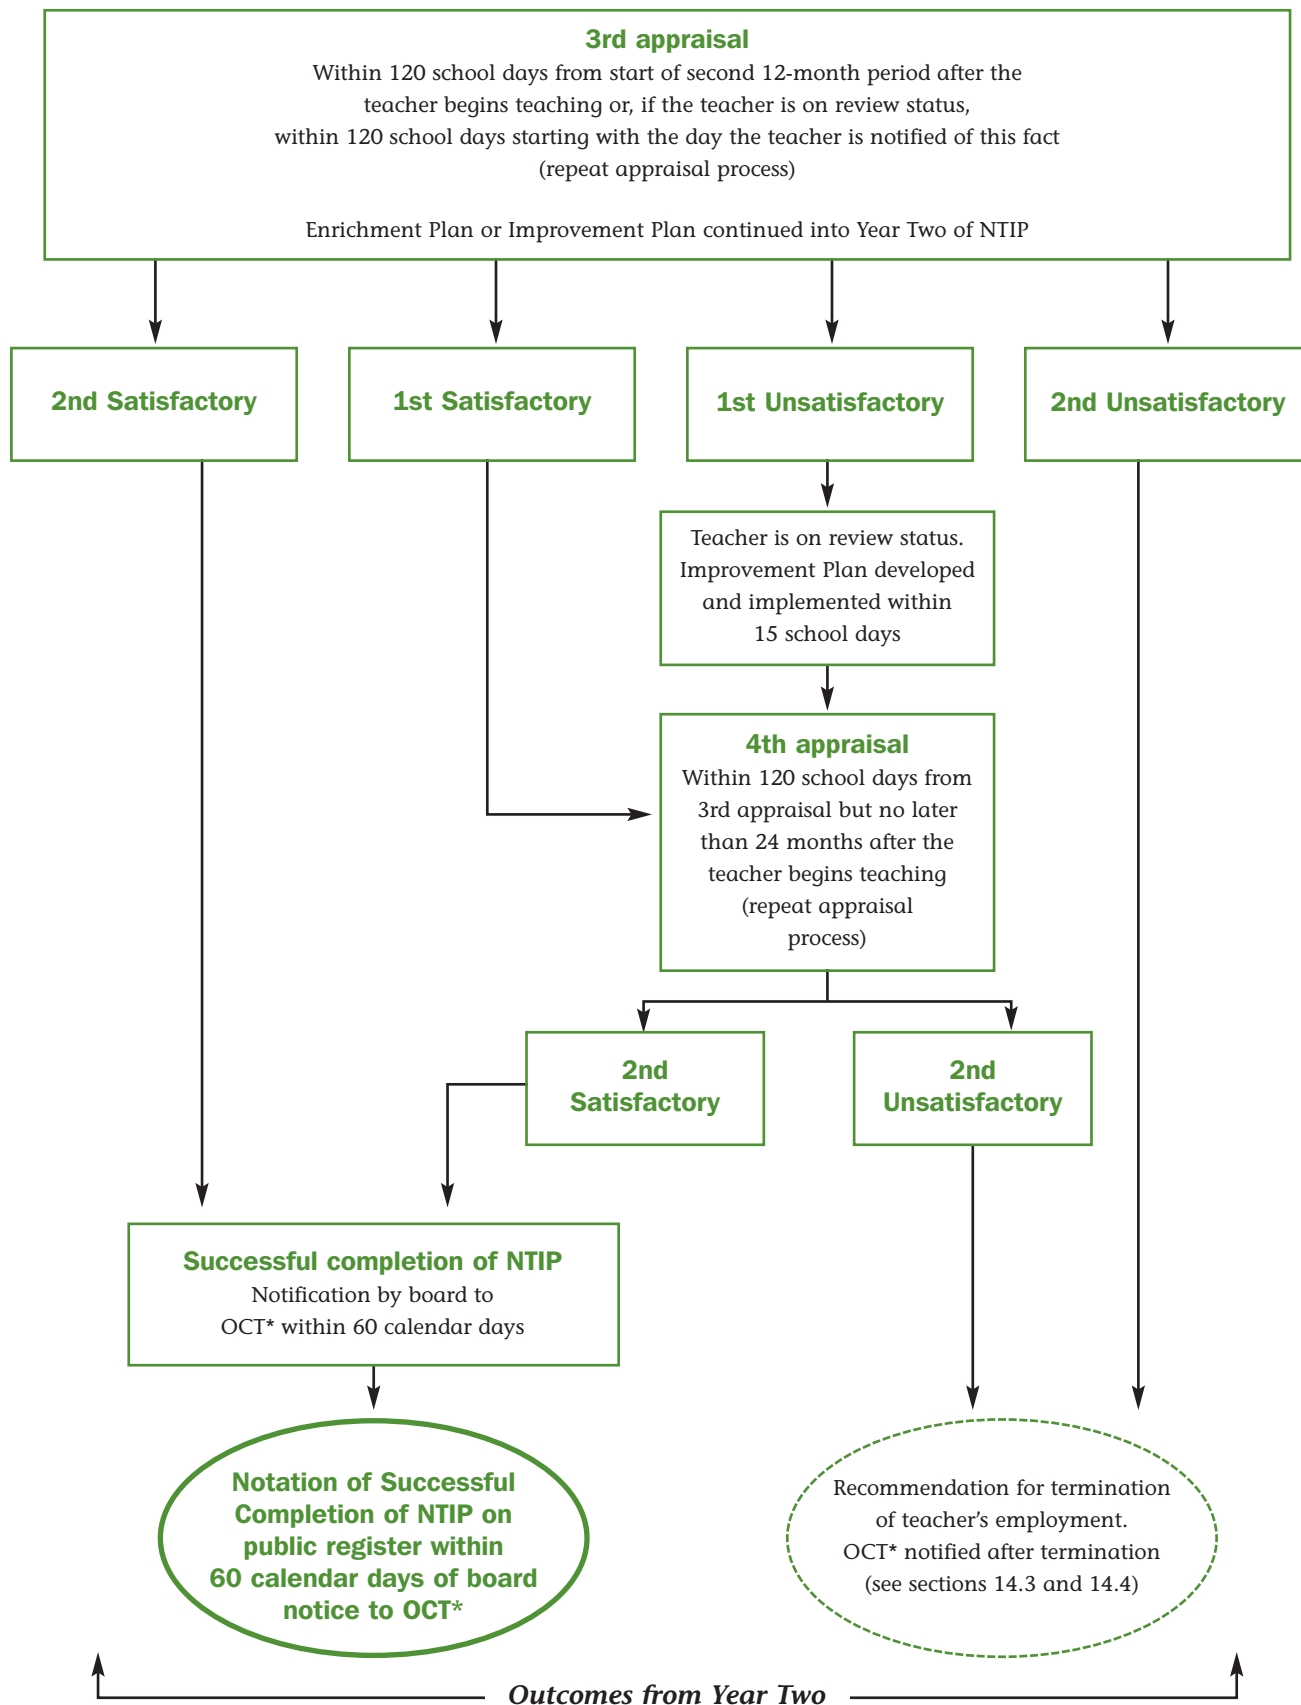 3rd appraisal
Within 120 school days from start of second 12-month period after the
teacher begins teaching or, if the teacher is on review status,
within 120 school days starting with the day the teacher is notified of this fact
(repeat appraisal process)
Enrichment Plan or Improvement Plan continued into Year Two of NTIP
2nd Satisfactory
1st Satisfactory
1st Unsatisfactory
2nd Unsatisfactory
Teacher is on review status.
Improvement Plan developed
and implemented within
15 school days
4th appraisal
Within 120 school days from
3rd appraisal but no later
than 24 months after the
teacher begins teaching
(repeat appraisal
process)
2nd
Satisfactory
2nd
Unsatisfactory
Successful completion of NTIP
Notification by board to
OCT* within 60 calendar days
Notation of Successful
Completion of NTIP on
public register within
60 calendar days of board
notice to OCT*
Recommendation for termination
of teacher's employment.
OCT* notified after termination
(see sections 14.3 and 14.4)
Outcomes from Year Two